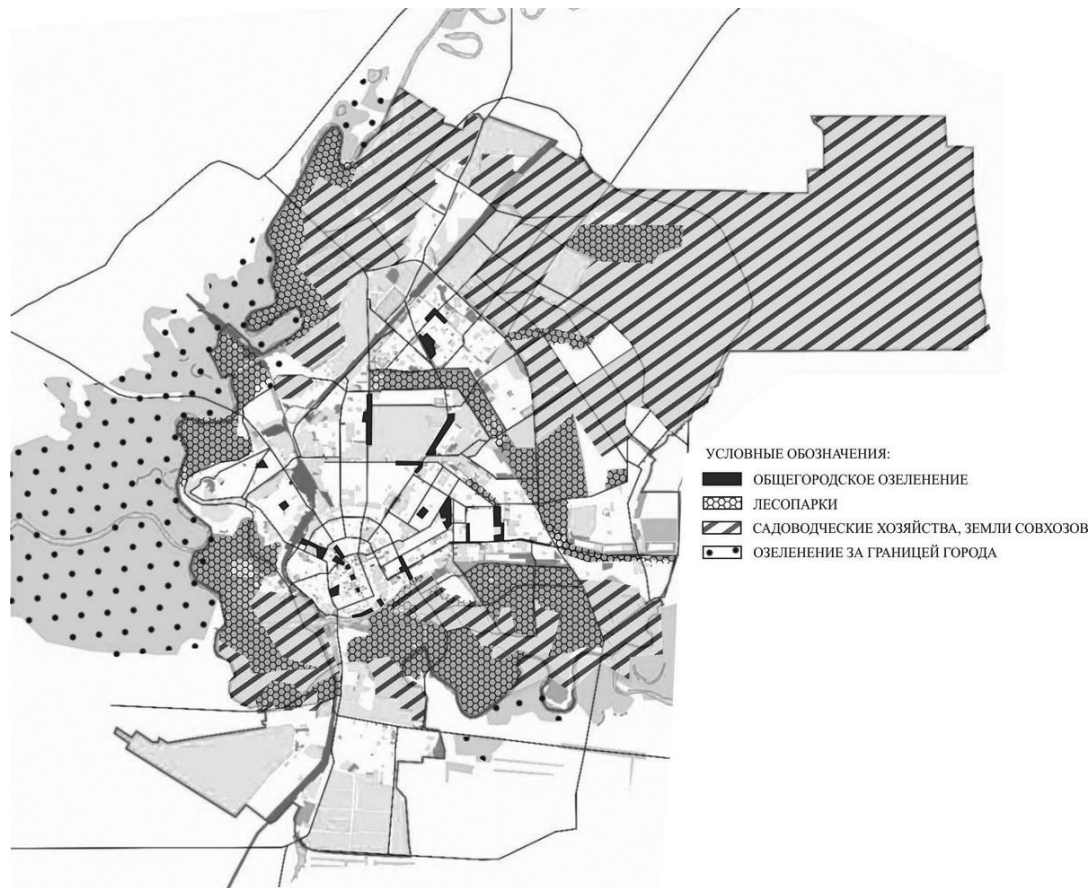 УСЛОВНЫЕ ОБОЗНАЧЕНИЯ:
ОБЩЕГОРОДСКОЕ ОЗЕЛЕНЕНИЕ
ЛЕСОПАРКИ
САДОВОДЧЕСКИЕ ХОЗЯЙСТВА, ЗЕМЛИ СОВХОЗОВ
ОЗЕЛЕНЕНИЕ ЗА ГРАНИЦЕЙ ГОРОДА